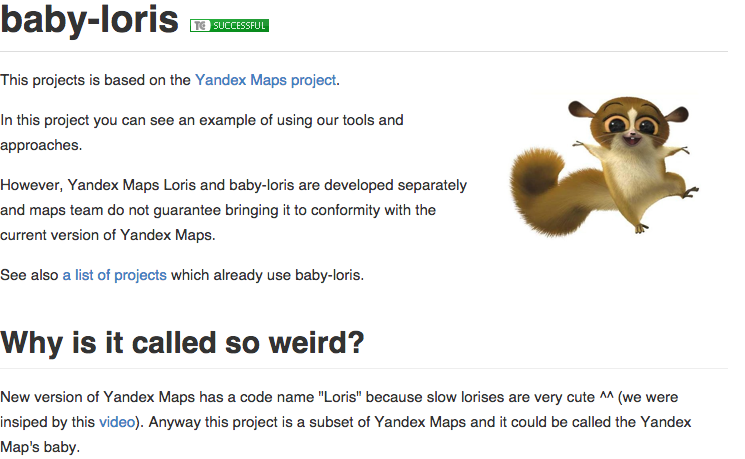 baby-loris TC SUCCESSFUL
This projects is based on the Yandex Maps project.
In this project you can see an example of using our tools and
approaches.
However, Yandex Maps Loris and baby-loris are developed separately
and maps team do not guarantee bringing it to conformity with the
current version of Yandex Maps.
See also a list of projects which already use baby-loris.
Why is it called so weird?
New version of Yandex Maps has a code name "Loris" because slow lorises are very cute ^^ (we were
insiped by this video). Anyway this project is a subset of Yandex Maps and it could be called the Yandex
Map's baby.